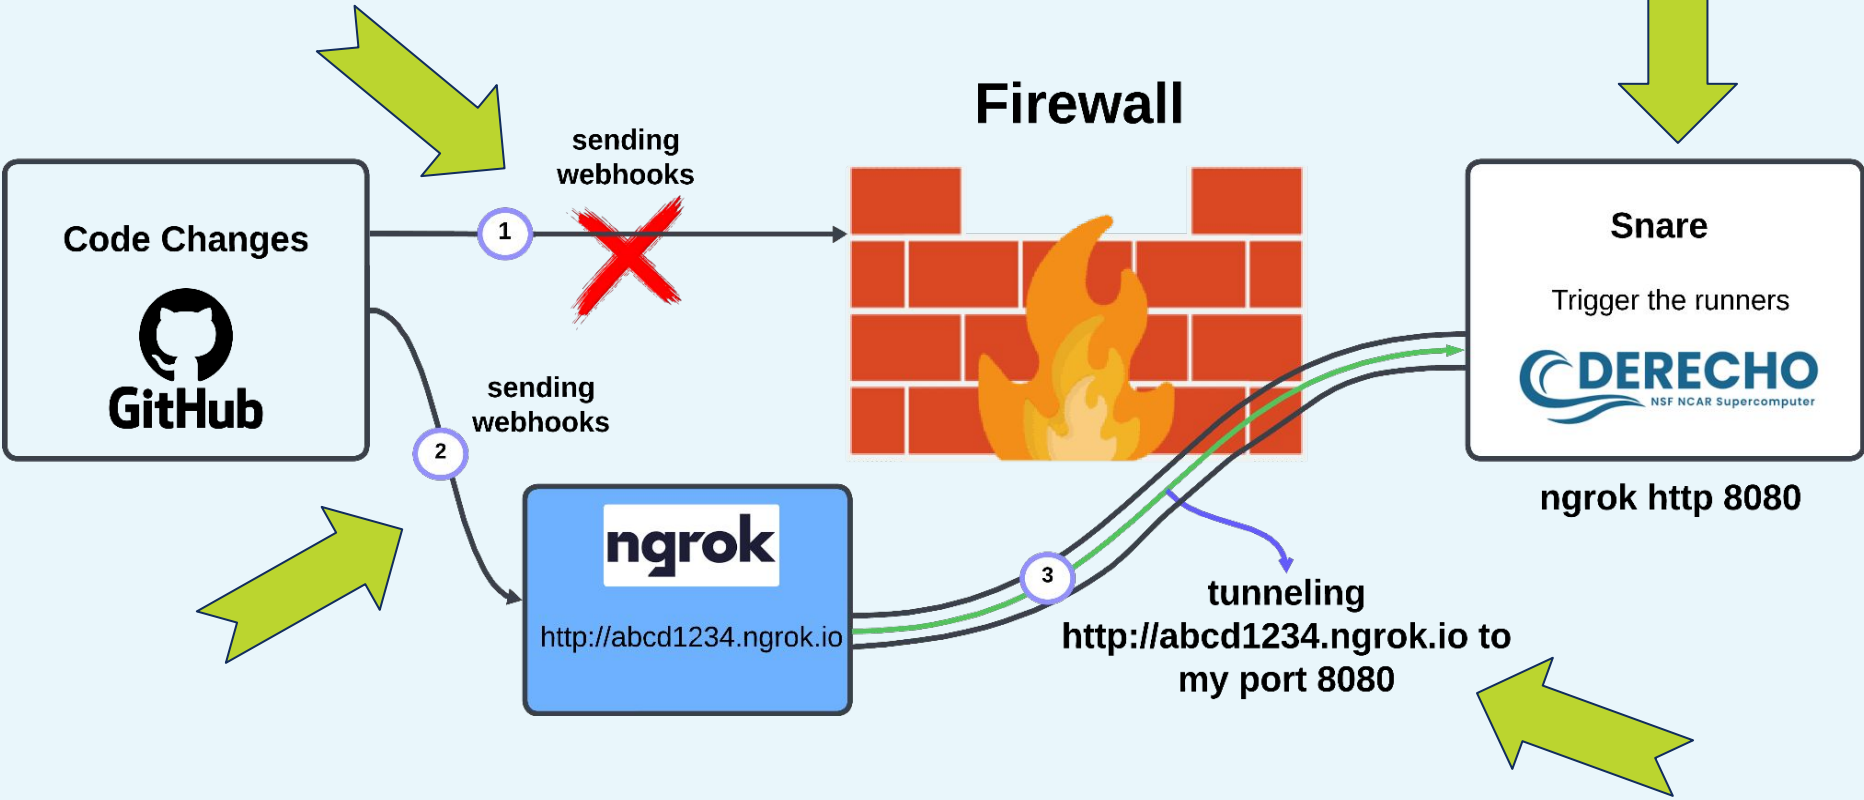 Firewall
sending
webhooks
1
Code Changes
GitHub
sending
webhooks
2
Snare
Trigger the runners
DERECHO
NSF NCAR Supercomputer
ngrok http 8080
ngrok
http://abcd1234.ngrok.io
3
tunneling
http://abcd1234.ngrok.io to
my port 8080